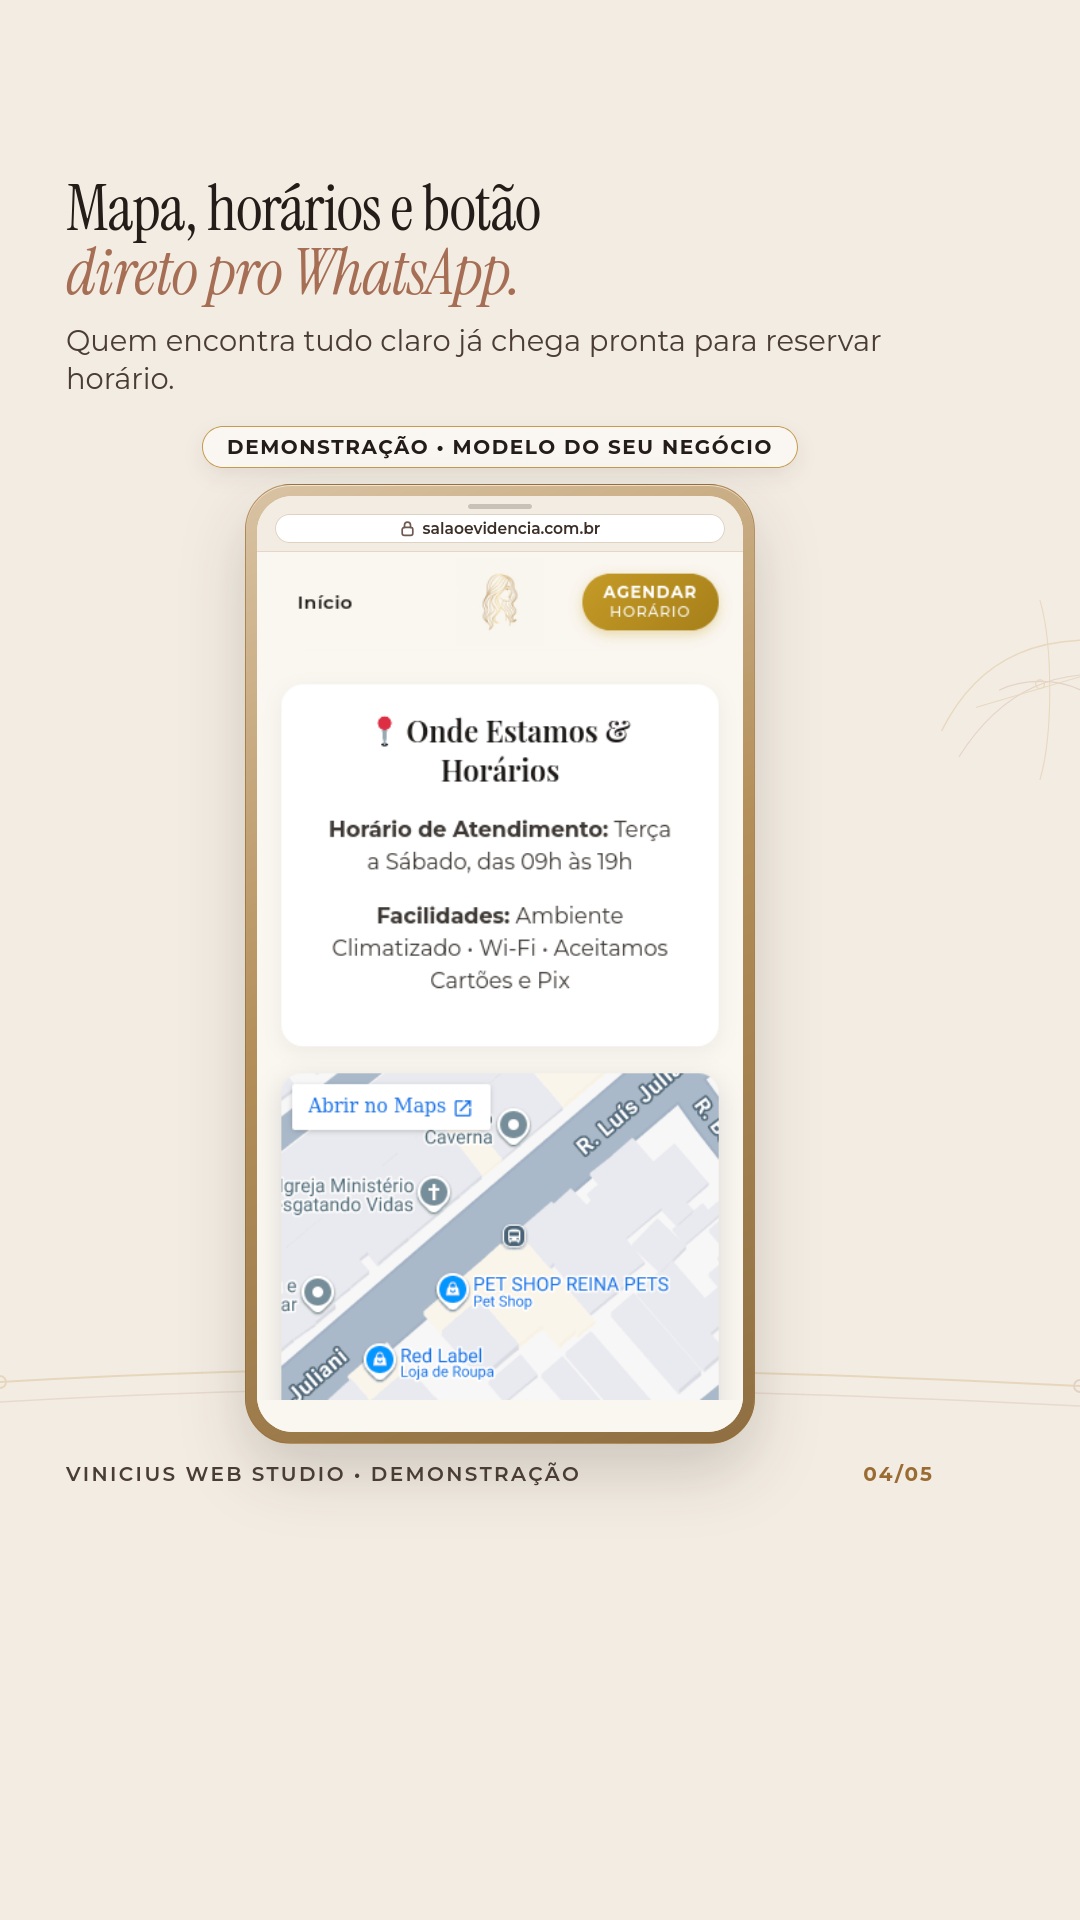 Mapa, horários e botão
direto pro WhatsApp.
Quem encontra tudo claro já chega pronta para reservar
horário.
DEMONSTRAÇÃO • MODELO DO SEU NEGÓCIO
salaoevidencia.com.br
Início
AGENDAR
HORÁRIO
📍 Onde Estamos &
Horários
Horário de Atendimento: Terça
a Sábado, das 09h às 19h
Facilidades: Ambiente
Climatizado • Wi-Fi • Aceitamos
Cartões e Pix
Abrir no Maps
Caverna
R. Luís Julia
R.
Igreja Ministério
sgatando Vidas
e
ar
PET SHOP REINA PETS
Pet Shop
Red Label
Loja de Roupa
Juliani
VINICIUS WEB STUDIO • DEMONSTRAÇÃO
04/05